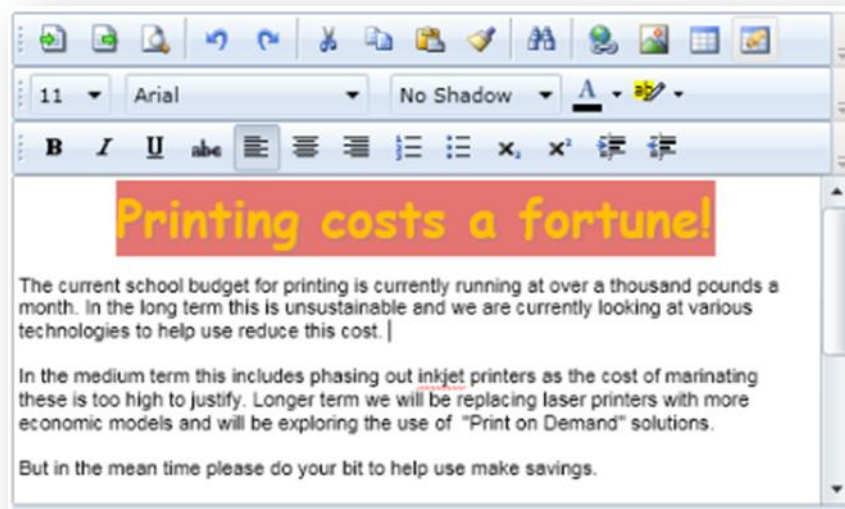 11 Arial No Shadow A ab
B I U abc X₂ X²
Printing costs a fortune!
The current school budget for printing is currently running at over a thousand pounds a
month. In the long term this is unsustainable and we are currently looking at various
technologies to help use reduce this cost.
In the medium term this includes phasing out inkjet printers as the cost of marinating
these is too high to justify. Longer term we will be replacing laser printers with more
economic models and will be exploring the use of  "Print on Demand" solutions.
But in the mean time please do your bit to help use make savings.